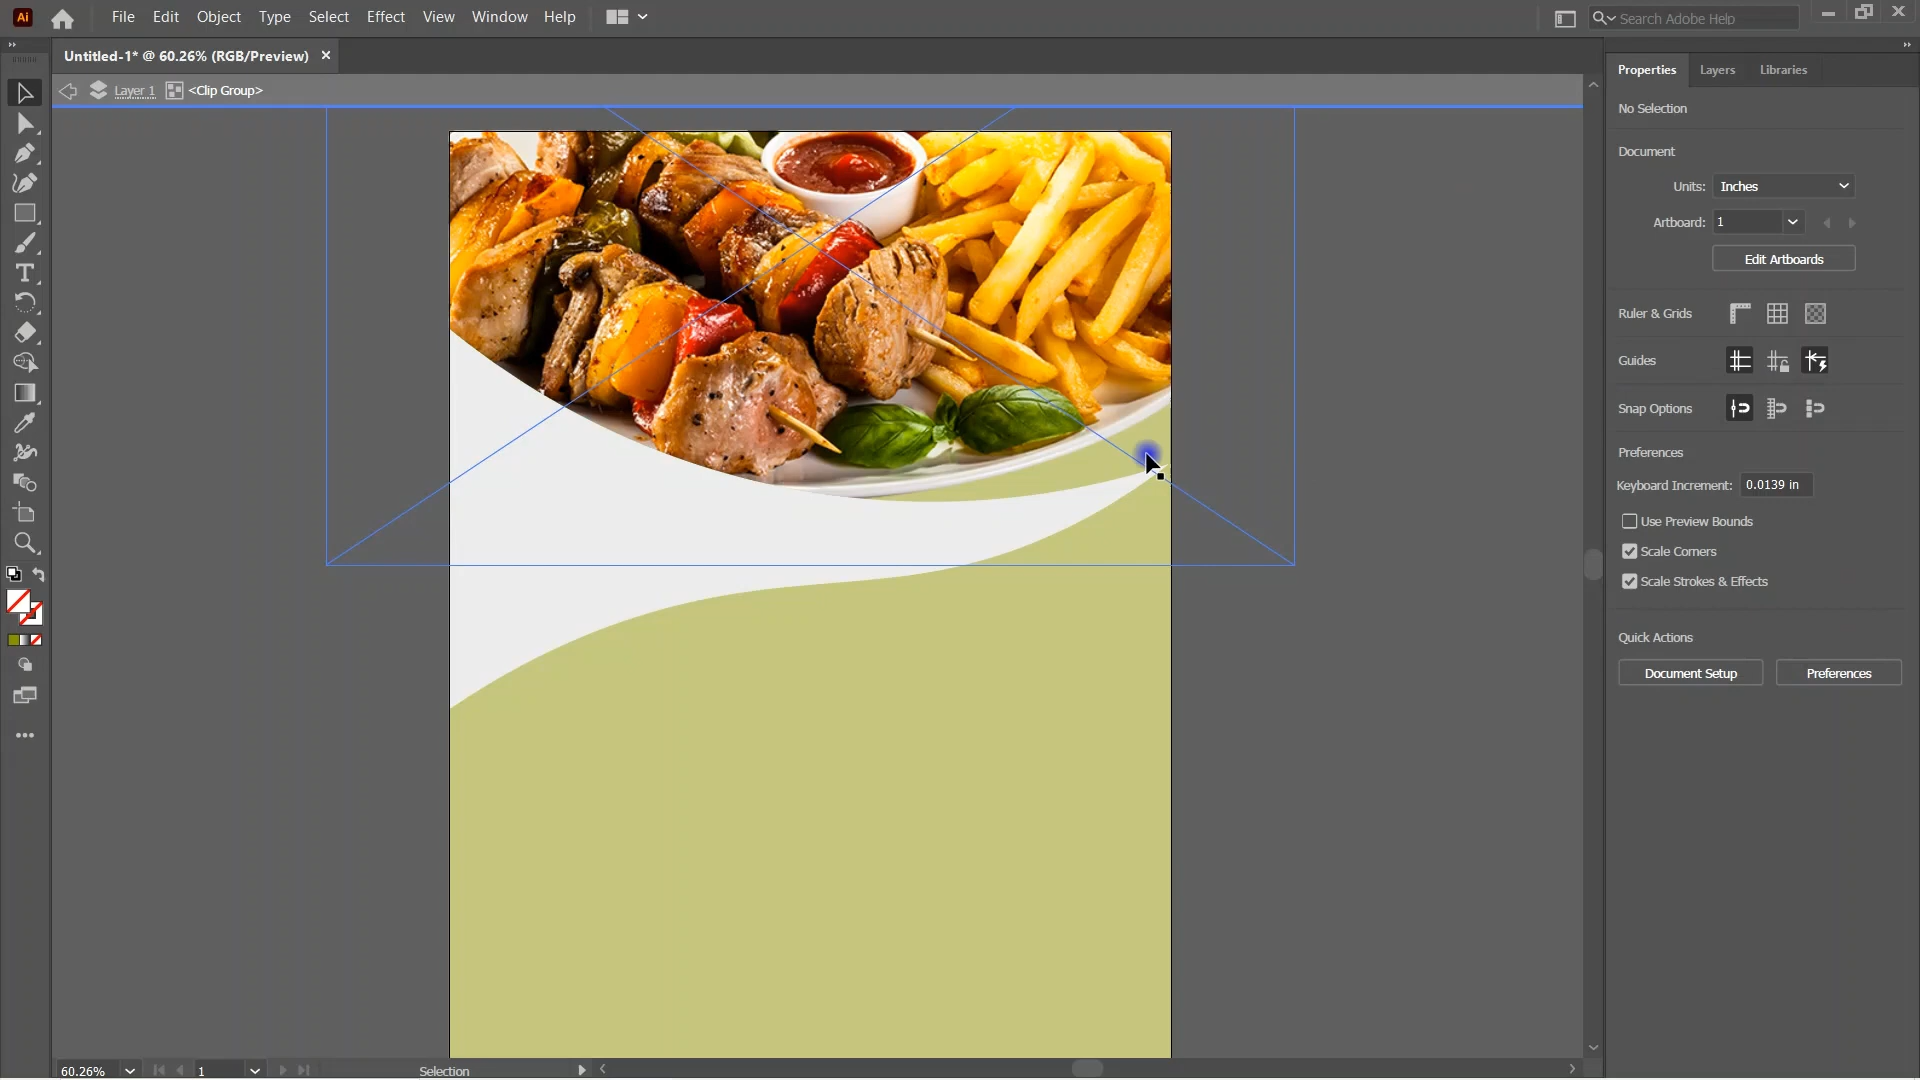 Ai File Edit Object Type Select Effect View Window Help Search Adobe Help
Untitled-1* @ 60.26% (RGB/Preview) ×
Layer 1 <Clip Group>
Properties Layers Libraries
No Selection
Document
Units: Inches
Artboard: 1
Edit Artboards
Ruler & Grids
Guides
Snap Options
Preferences
Keyboard Increment: 0.0139 in
Use Preview Bounds
Scale Corners
Scale Strokes & Effects
Quick Actions
Document Setup Preferences
60.26% 1 Selection